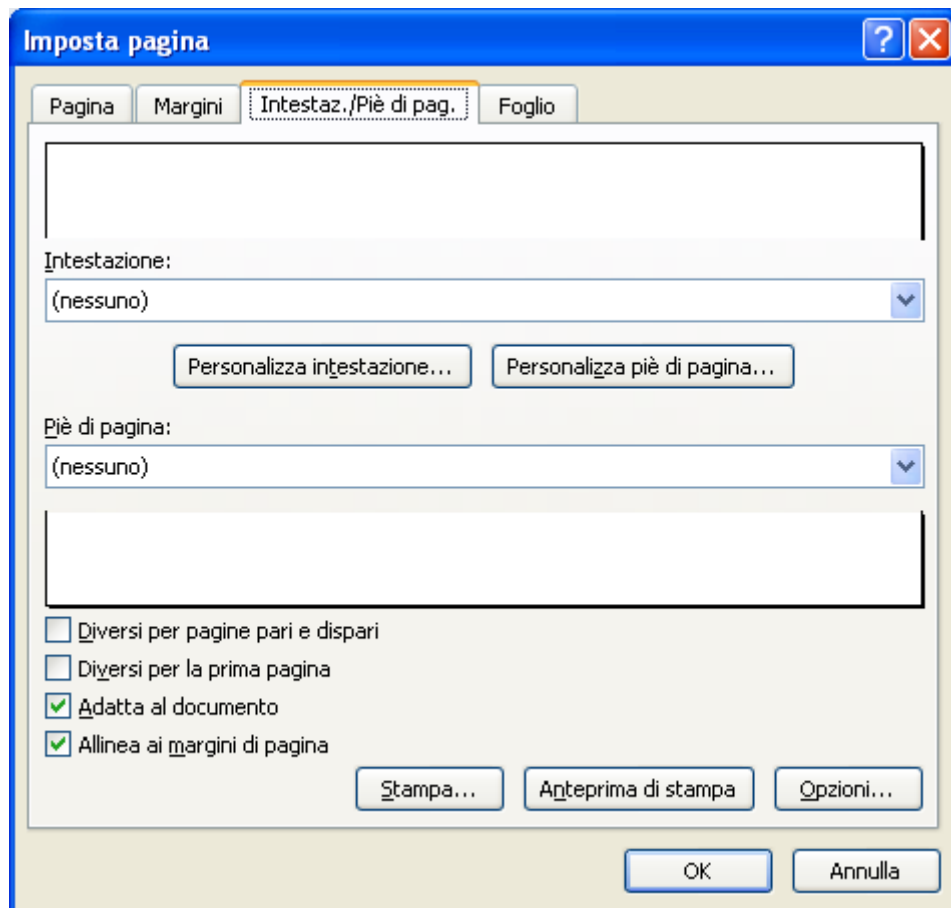 Imposta pagina
Pagina Margini Intestaz./Piè di pag. Foglio
Intestazione:
(nessuno)
Personalizza intestazione... Personalizza piè di pagina...
Piè di pagina:
(nessuno)
Diversi per pagine pari e dispari
Diversi per la prima pagina
Adatta al documento
Allinea ai margini di pagina
Stampa... Anteprima di stampa Opzioni...
OK Annulla